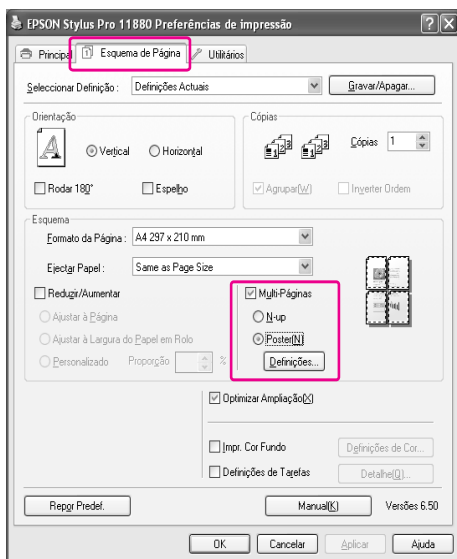 EPSON Stylus Pro 11880 Preferências de impressão
Principal Esquema de Página Utilitários
Seleccionar Definição : Definições Actuais Gravar/Apagar...
Orientação
Vertical Horizontal
Rodar 180° Espelho
Cópias
Cópias 1
Agrupar(W) Inverter Ordem
Esquema
Formato da Página : A4 297 x 210 mm
Ejectar Papel : Same as Page Size
Reduzir/Aumentar
Ajustar à Página
Ajustar à Largura do Papel em Rolo
Personalizado Proporção %
Multi-Páginas
N-up
Poster(N)
Definições...
Optimizar Ampliação(X)
Impr. Cor Fundo Definições de Cor...
Definições de Tarefas Detalhe(Q)...
Repor Predef. Manual(K) Versões 6.50
OK Cancelar Aplicar Ajuda